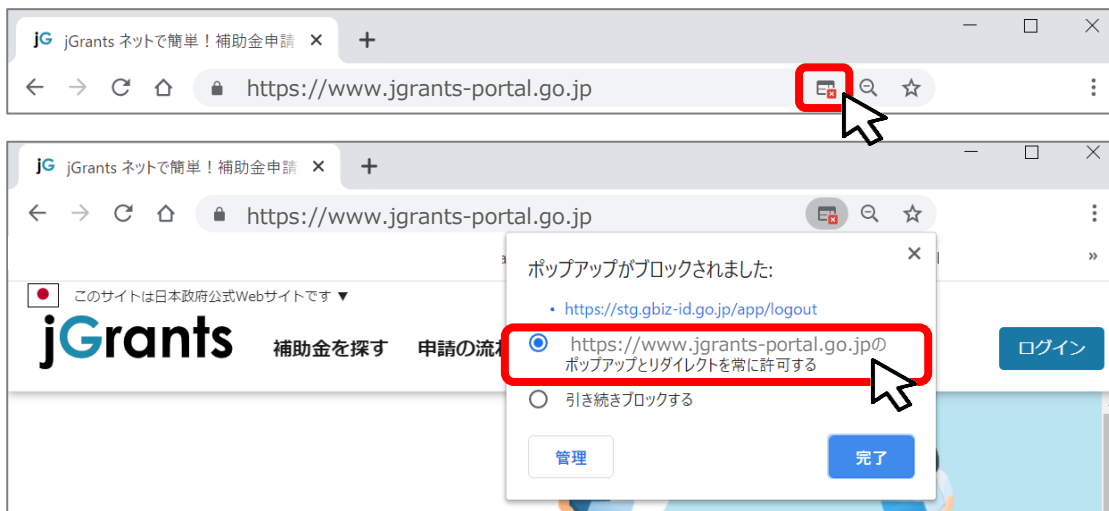 jG jGrants ネットで簡単！補助金申請
https://www.jgrants-portal.go.jp
jG jGrants ネットで簡単！補助金申請
https://www.jgrants-portal.go.jp
このサイトは日本政府公式Webサイトです ▼
jGrants 補助金を探す 申請の流れ ログイン
ポップアップがブロックされました:
• https://stg.gbiz-id.go.jp/app/logout
https://www.jgrants-portal.go.jpの
ポップアップとリダイレクトを常に許可する
引き続きブロックする
管理 完了